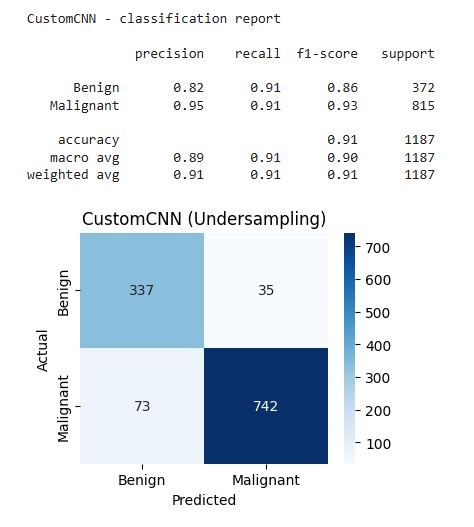 CustomCNN - classification report
precision recall f1-score support
Benign 0.82 0.91 0.86 372
Malignant 0.95 0.91 0.93 815
accuracy 0.91 1187
macro avg 0.89 0.91 0.90 1187
weighted avg 0.91 0.91 0.91 1187
CustomCNN (Undersampling)
700
600
500
400
300
200
100
Actual
Benign
337 35
Malignant
73 742
Benign Malignant
Predicted